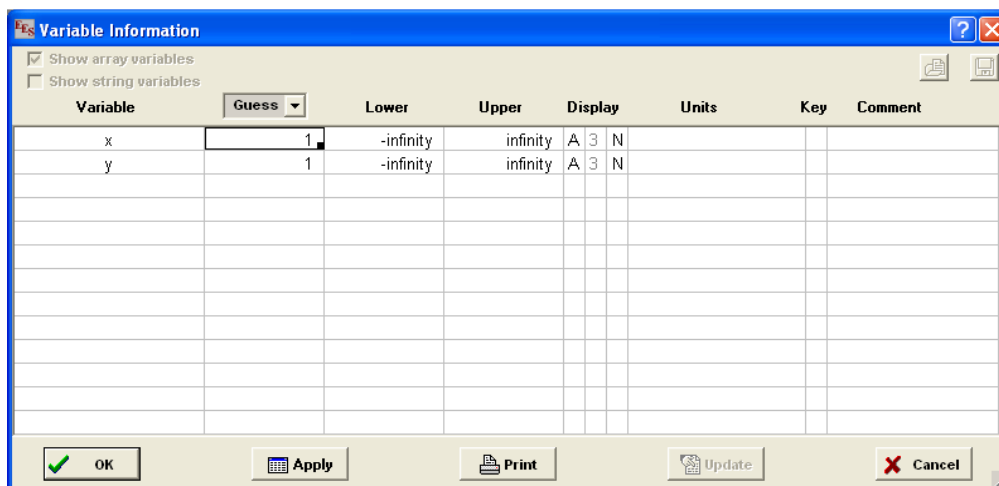 EES Variable Information
Show array variables
Show string variables
Variable Guess Lower Upper Display Units Key Comment
x 1 -infinity infinity A 3 N
y 1 -infinity infinity A 3 N
OK Apply Print Update Cancel